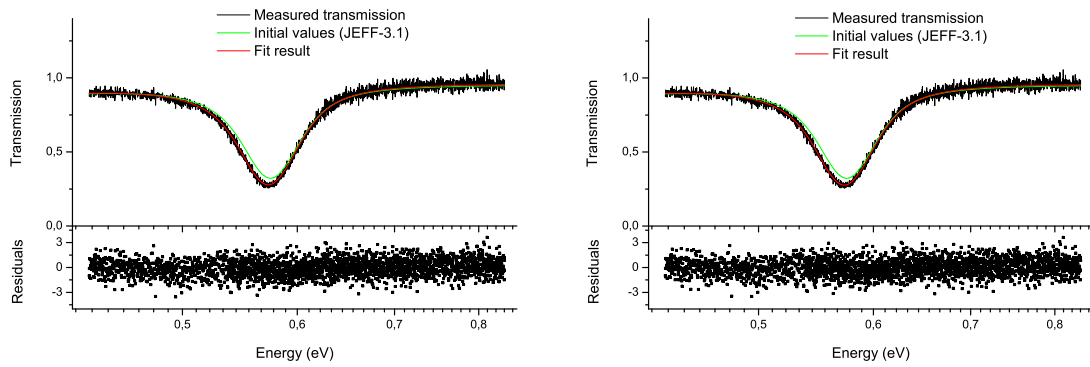 Measured transmission
Initial values (JEFF-3.1)
Fit result
1,0
0,5
0,0
Transmission
3
0
-3
Residuals
0,5 0,6 0,7 0,8
Energy (eV)
Measured transmission
Initial values (JEFF-3.1)
Fit result
1,0
0,5
0,0
Transmission
3
0
-3
Residuals
0,5 0,6 0,7 0,8
Energy (eV)